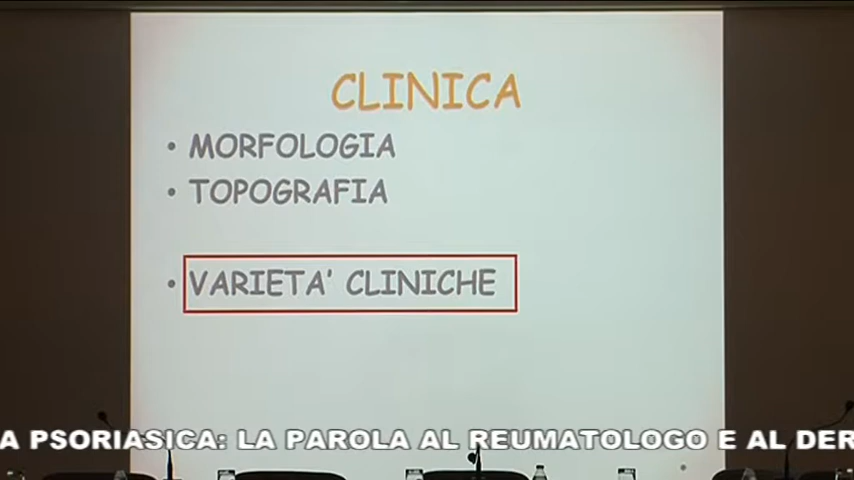 CLINICA
• MORFOLOGIA
• TOPOGRAFIA
• VARIETA' CLINICHE
A PSORIASICA: LA PAROLA AL REUMATOLOGO E AL DER